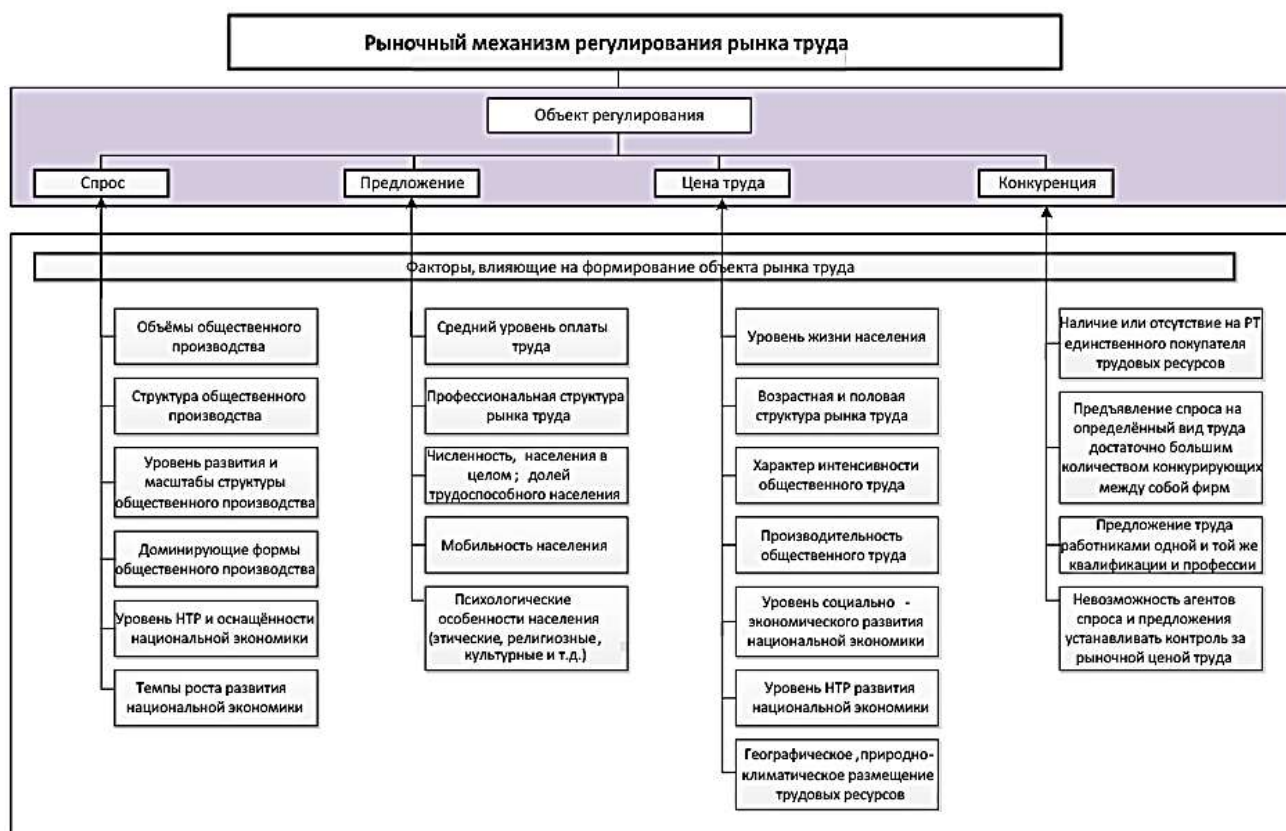 Рыночный механизм регулирования рынка труда
Объект регулирования
Спрос
Предложение
Цена труда
Конкуренция
Факторы, влияющие на формирование объекта рынка труда
Объёмы общественного
производства
Структура общественного
производства
Уровень развития и
масштабы структуры
общественного производства
Доминирующие формы
общественного производства
Уровень НТР и оснащённости
национальной экономики
Темпы роста развития
национальной экономики
Средний уровень оплаты
труда
Профессиональная структура
рынка труда
Численность, населения в
целом ; долей
трудоспособного населения
Мобильность населения
Психологические
особенности населения
(этические, религиозные,
культурные и т.д.)
Уровень жизни населения
Возрастная и половая
структура рынка труда
Характер интенсивности
общественного труда
Производительность
общественного труда
Уровень социально -
экономического развития
национальной экономики
Уровень НТР развития
национальной экономики
Географическое ,природно-
климатическое размещение
трудовых ресурсов
Наличие или отсутствие на РТ
единственного покупателя
трудовых ресурсов
Предъявление спроса на
определённый вид труда
достаточно большим
количеством конкурирующих
между собой фирм
Предложение труда
работниками одной и той же
квалификации и профессии
Невозможность агентов
спроса и предложения
устанавливать контроль за
рыночной ценой труда